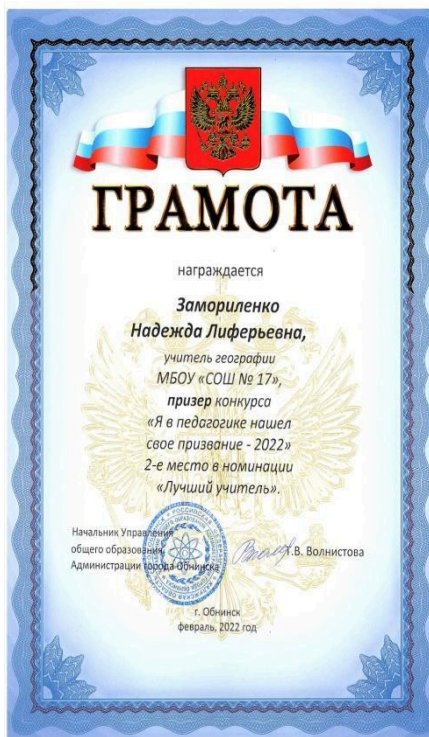 ГРАМОТА
награждается
Замориленко
Надежда Лиферьевна,
учитель географии
МБОУ «СОШ № 17»,
призер конкурса
«Я в педагогике нашел
свое призвание - 2022»
2-е место в номинации
«Лучший учитель».
Начальник Управления
общего образования
Администрации города Обнинска
Т.В. Волнистова
г. Обнинск
февраль, 2022 год